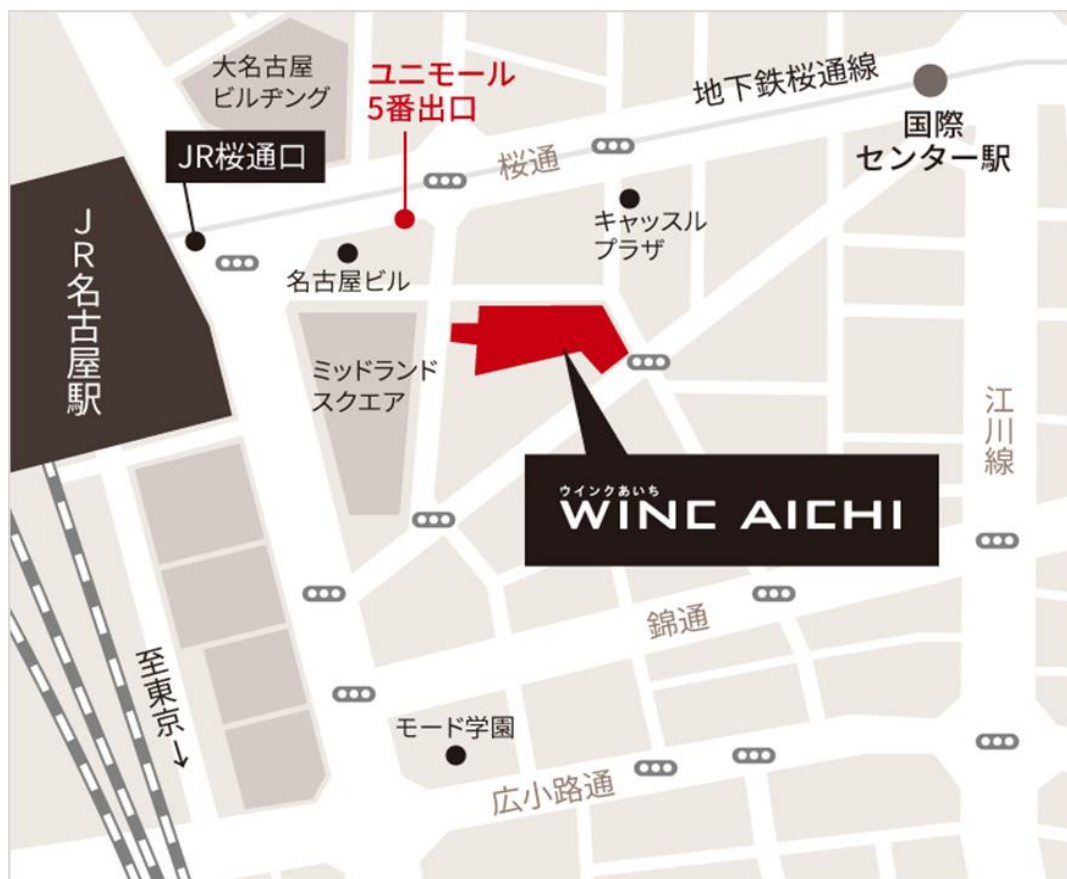 大名古屋
ビルヂング
ユニモール
5番出口
地下鉄桜通線
国際
センター駅
JR桜通口
桜通
キャッスル
プラザ
JR名古屋駅
名古屋ビル
ミッドランド
スクエア
江川線
ウインクあいち
WINC AICHI
錦通
至東京→
モード学園
広小路通